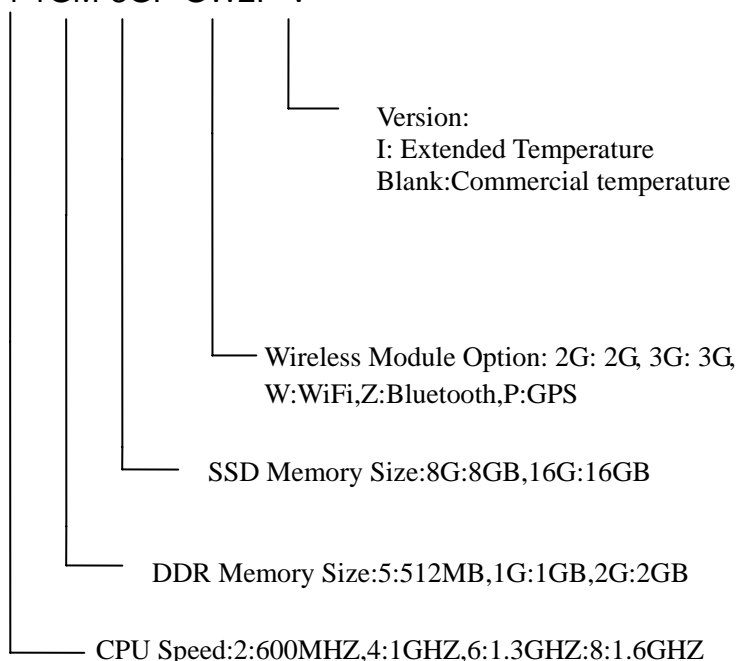 Version:
I: Extended Temperature
Blank:Commercial temperature
Wireless Module Option: 2G: 2G, 3G: 3G,
W:WiFi,Z:Bluetooth,P:GPS
SSD Memory Size:8G:8GB,16G:16GB
DDR Memory Size:5:512MB,1G:1GB,2G:2GB
CPU Speed:2:600MHZ,4:1GHZ,6:1.3GHZ:8:1.6GHZ